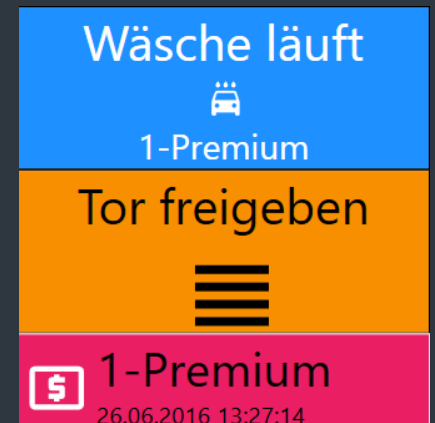 Wäsche läuft
1-Premium
Tor freigeben
1-Premium
26.06.2016 13:27:14